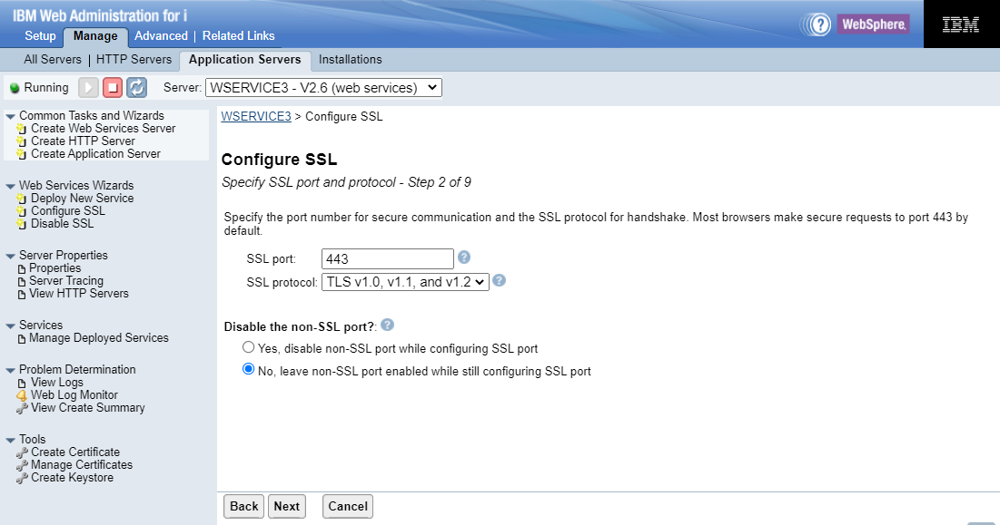 IBM Web Administration for i
Setup Manage Advanced | Related Links
? WebSphere. IBM
All Servers | HTTP Servers Application Servers Installations
Running Server: WSERVICE3 - V2.6 (web services)
Common Tasks and Wizards
Create Web Services Server
Create HTTP Server
Create Application Server
Web Services Wizards
Deploy New Service
Configure SSL
Disable SSL
Server Properties
Properties
Server Tracing
View HTTP Servers
Services
Manage Deployed Services
Problem Determination
View Logs
Web Log Monitor
View Create Summary
Tools
Create Certificate
Manage Certificates
Create Keystore
WSERVICE3 > Configure SSL
Configure SSL
Specify SSL port and protocol - Step 2 of 9
Specify the port number for secure communication and the SSL protocol for handshake. Most browsers make secure requests to port 443 by
default.
SSL port: 443 ?
SSL protocol: TLS v1.0, v1.1, and v1.2 ?
Disable the non-SSL port?: ?
Yes, disable non-SSL port while configuring SSL port
No, leave non-SSL port enabled while still configuring SSL port
Back Next Cancel